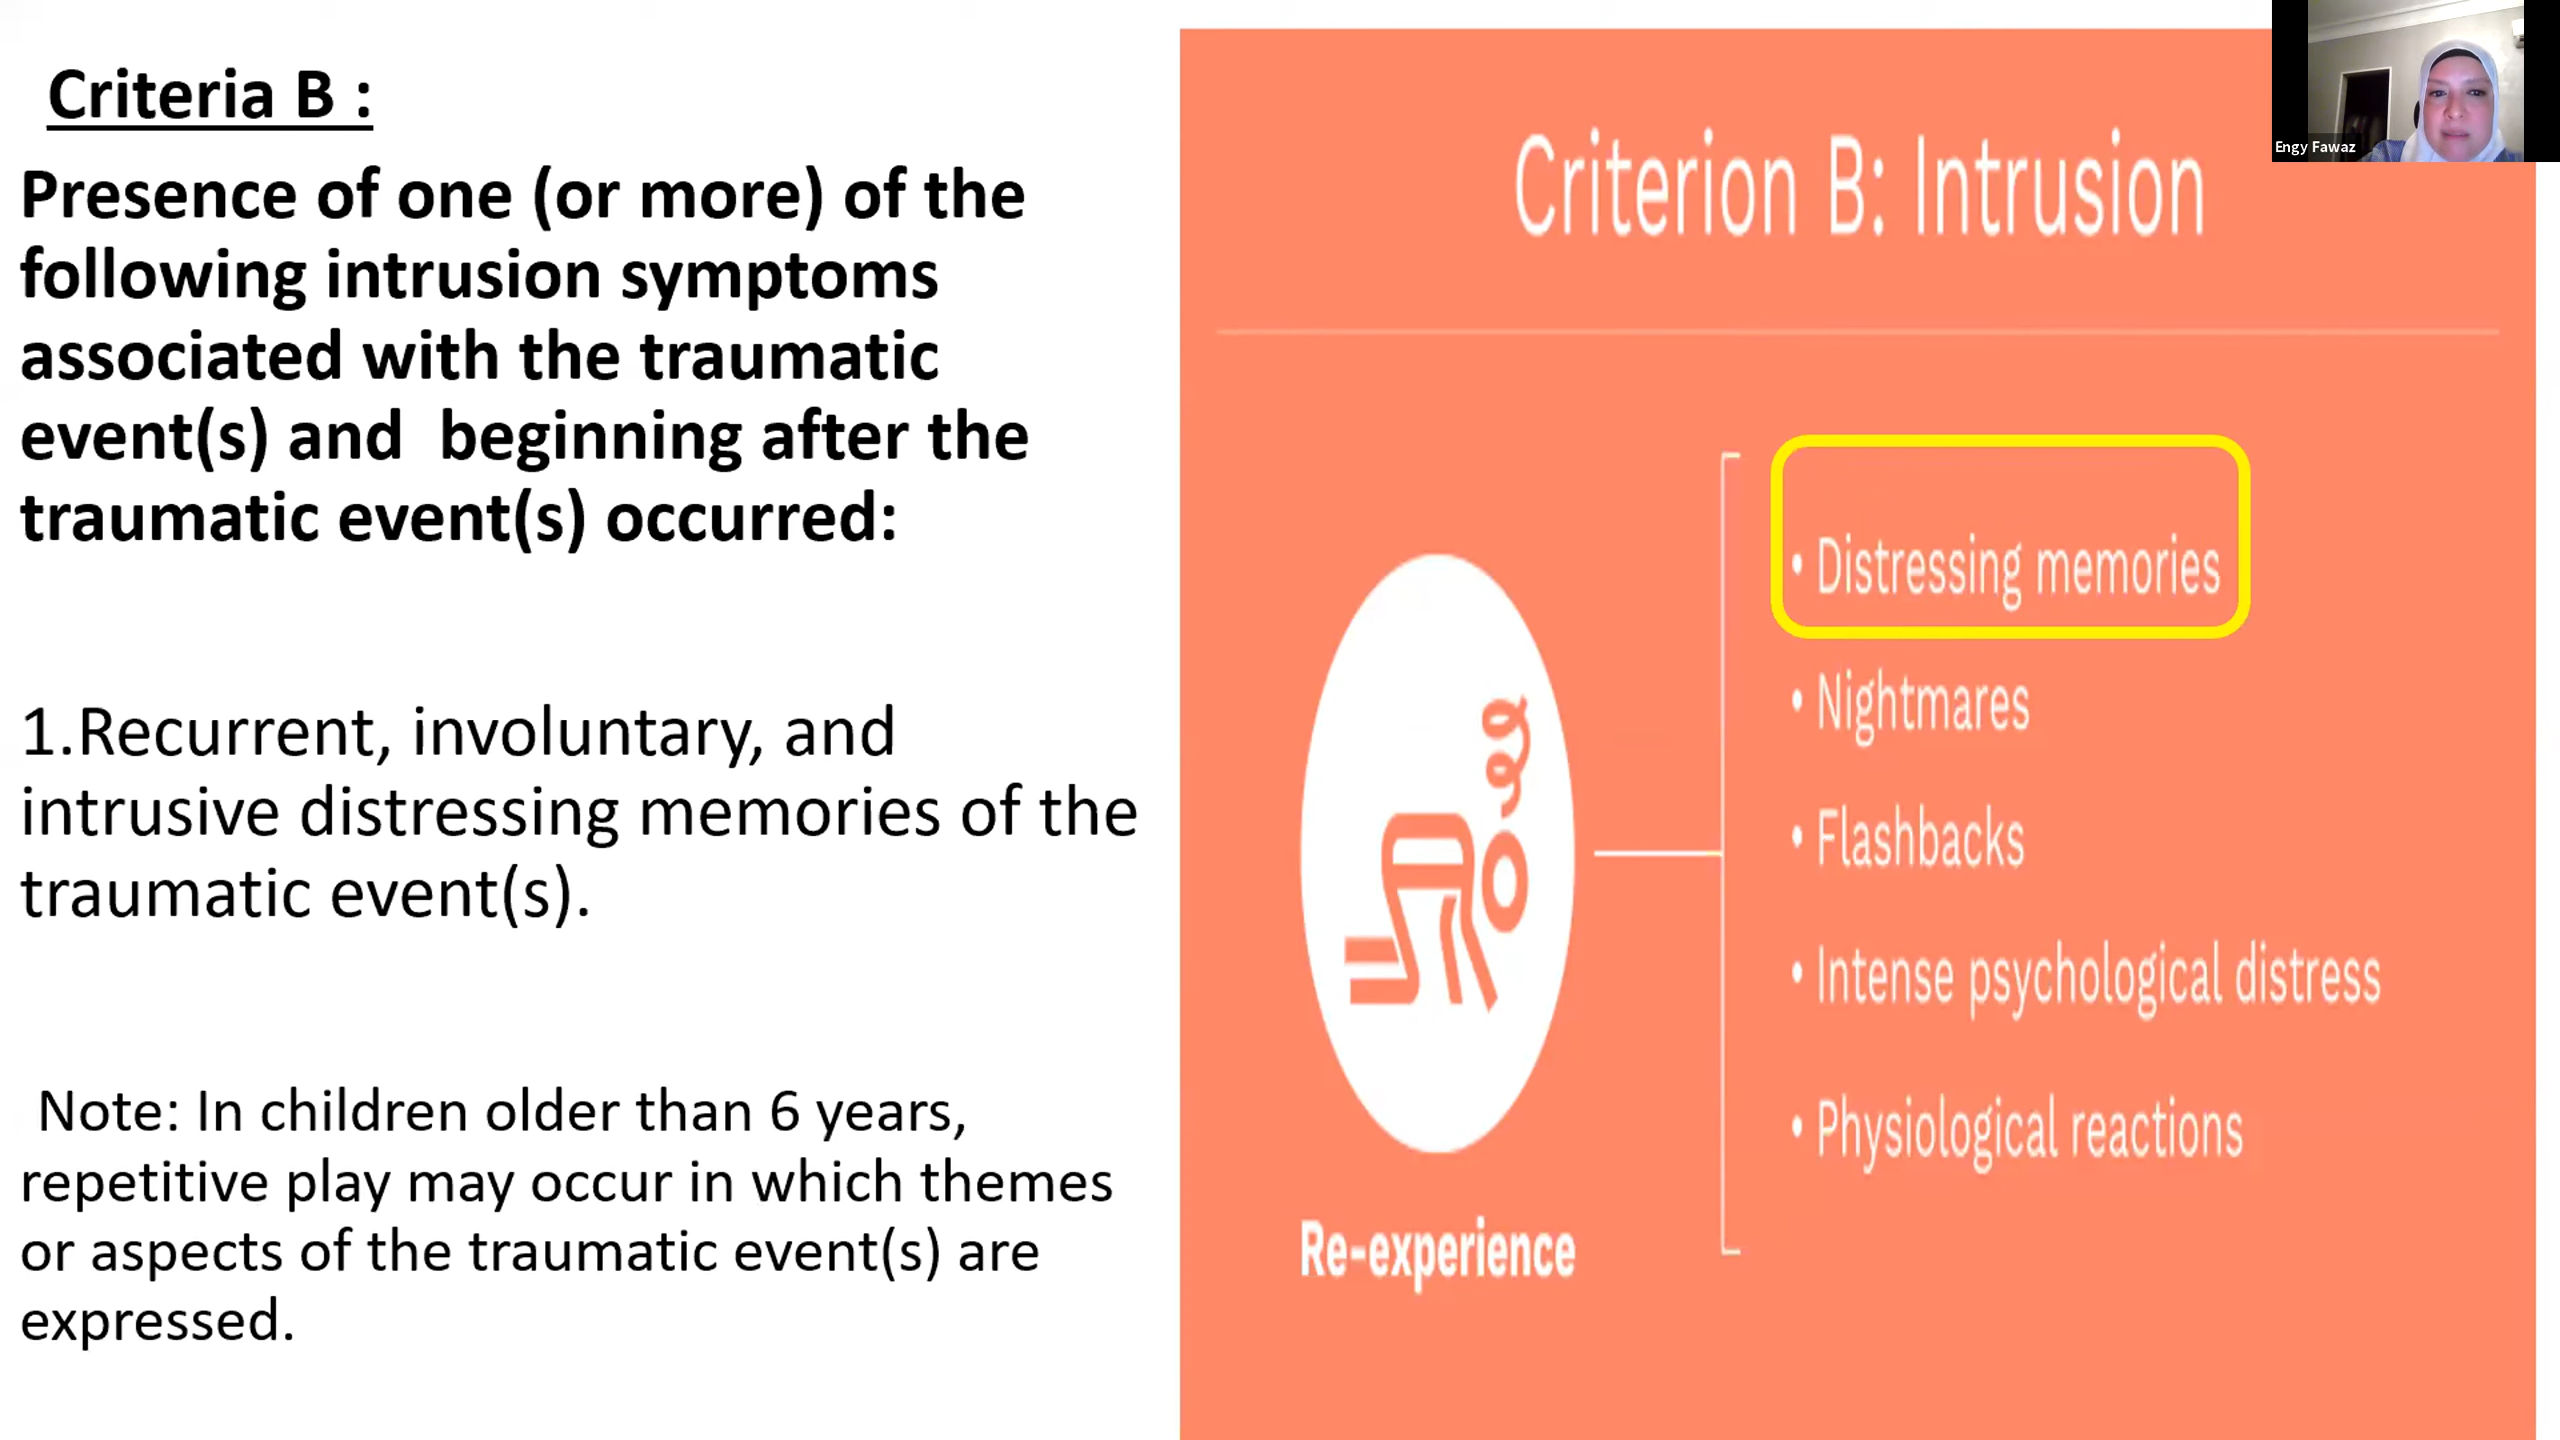 Criteria B :
Presence of one (or more) of the
following intrusion symptoms
associated with the traumatic
event(s) and  beginning after the
traumatic event(s) occurred:
1.Recurrent, involuntary, and
intrusive distressing memories of the
traumatic event(s).
Note: In children older than 6 years,
repetitive play may occur in which themes
or aspects of the traumatic event(s) are
expressed.
Criterion B: Intrusion
• Distressing memories
• Nightmares
• Flashbacks
• Intense psychological distress
• Physiological reactions
Re-experience
Engy Fawaz